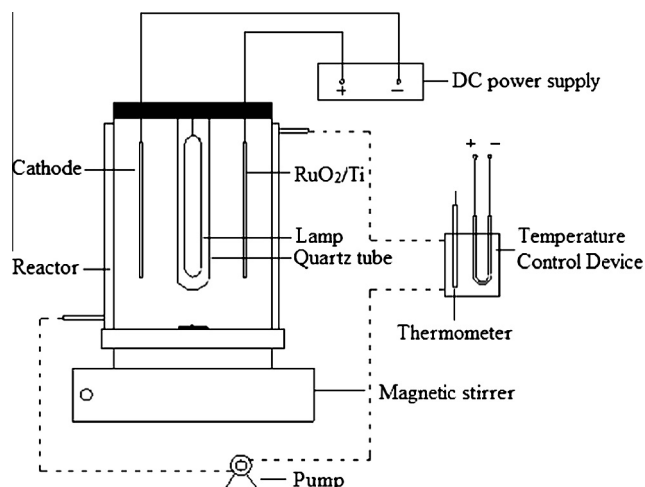 DC power supply
+ −
+ −
Cathode
RuO2/Ti
Lamp
Quartz tube
Temperature
Control Device
Reactor
Thermometer
Magnetic stirrer
Pump